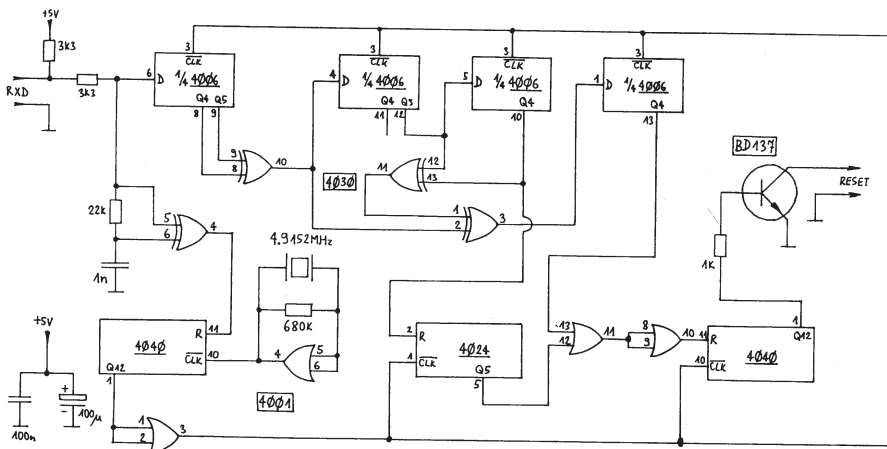 +5V
3k3
RXD
3k3
3
CLK
6 D 1/4 4006
Q4 Q5
8 9
3
CLK
4 D 1/4 4006
Q4 Q3
11 12
3
CLK
5 D 1/4 4006
Q4
10
3
CLK
1 D 1/4 4006
Q4
13
9
8
10
4030
11
12
13
1
2
3
BD137
RESET
1K
22k
1n
5
6
4
4.9152MHz
680K
+5V
100n
+
-
100µ
R 11
4040
CLK 10
Q12
1
4
5
6
4001
1
2
3
2 R
4024
1 CLK
Q5
5
13
12
11
8
9
10
11 R
1
Q12
4040
10 CLK